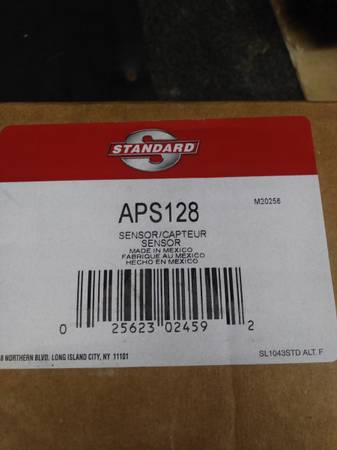 S
STANDARD
APS128
M20256
SENSOR/CAPTEUR
SENSOR
MADE IN MEXICO
FABRIQUE AU MEXICO
HECHO EN MEXICO
0 25623 02459 2
8 NORTHERN BLVD. LONG ISLAND CITY, NY 11101
SL1043STD ALT. F